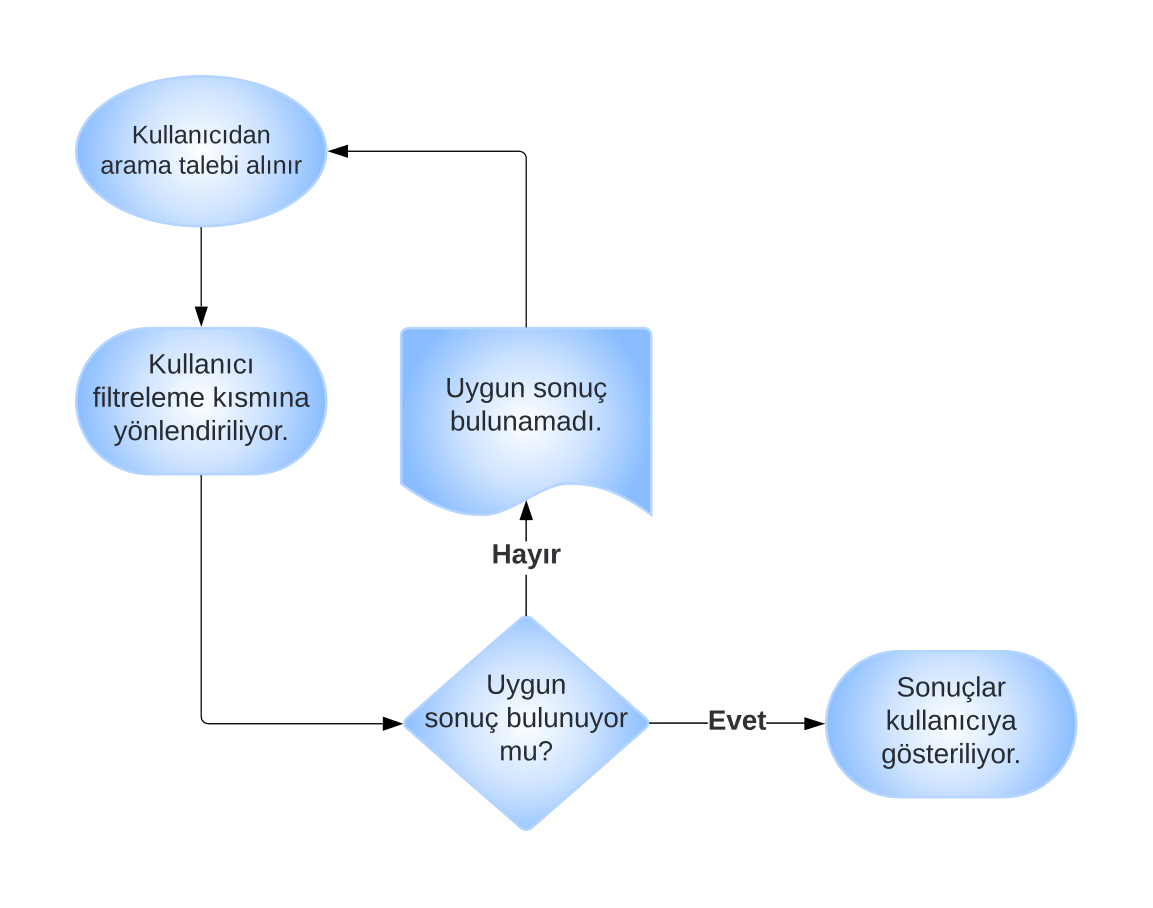 Kullanıcıdan
arama talebi alınır
Kullanıcı
filtreleme kısmına
yönlendiriliyor.
Uygun sonuç
bulunamadı.
Hayır
Uygun
sonuç bulunuyor
mu?
Evet
Sonuçlar
kullanıcıya
gösteriliyor.